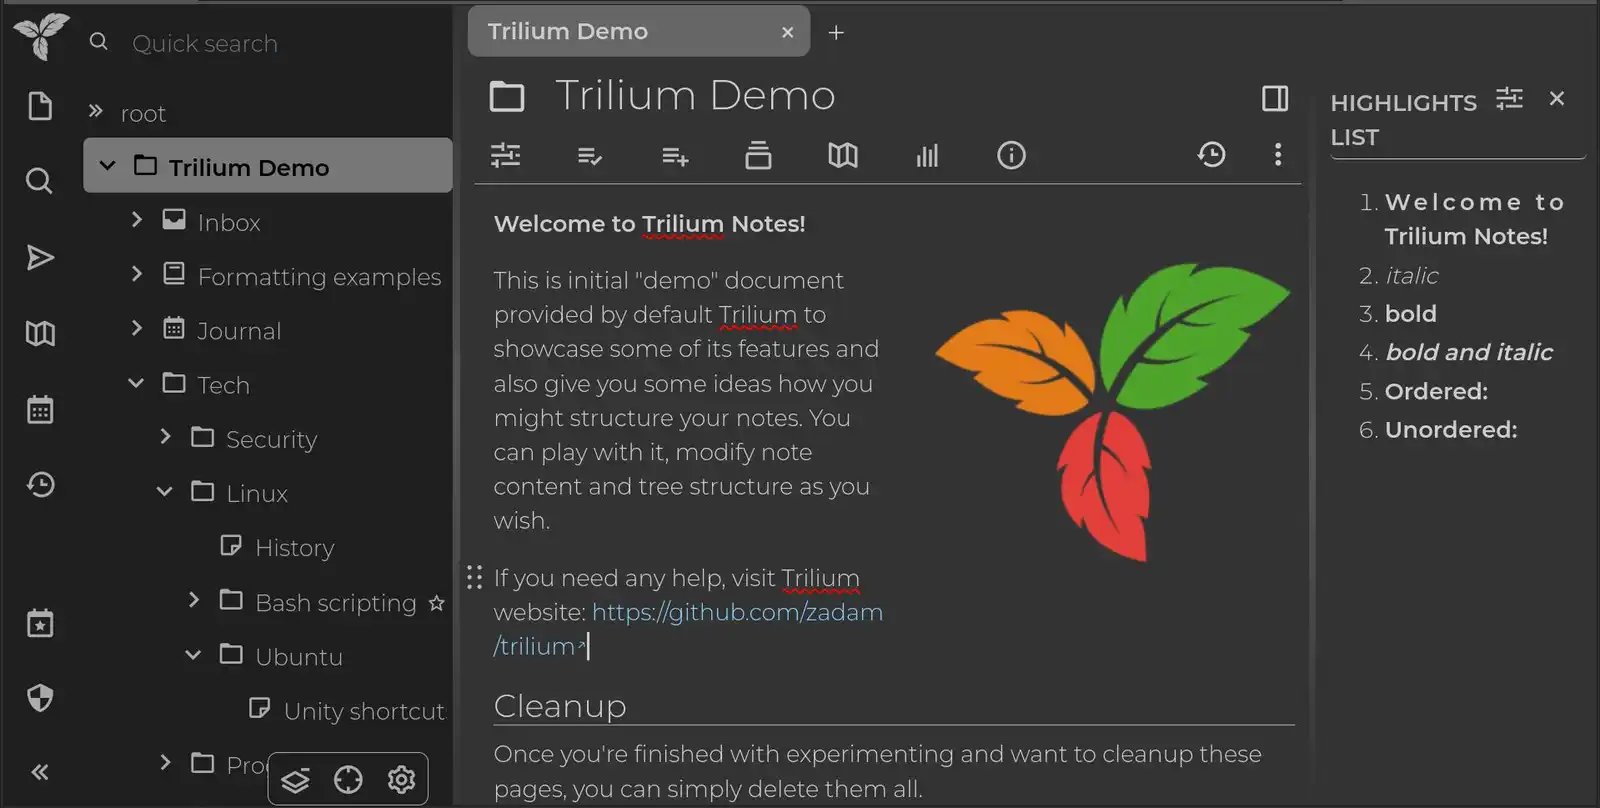 Quick search
root
Trilium Demo
Inbox
Formatting examples
Journal
Tech
Security
Linux
History
Bash scripting
Ubuntu
Unity shortcut
Trilium Demo
Trilium Demo
Welcome to Trilium Notes!
This is initial "demo" document
provided by default Trilium to
showcase some of its features and
also give you some ideas how you
might structure your notes. You
can play with it, modify note
content and tree structure as you
wish.
If you need any help, visit Trilium
website: https://github.com/zadam
/trilium
Cleanup
Once you're finished with experimenting and want to cleanup these
pages, you can simply delete them all.
HIGHLIGHTS
LIST
1. Welcome to
Trilium Notes!
2. italic
3. bold
4. bold and italic
5. Ordered:
6. Unordered: